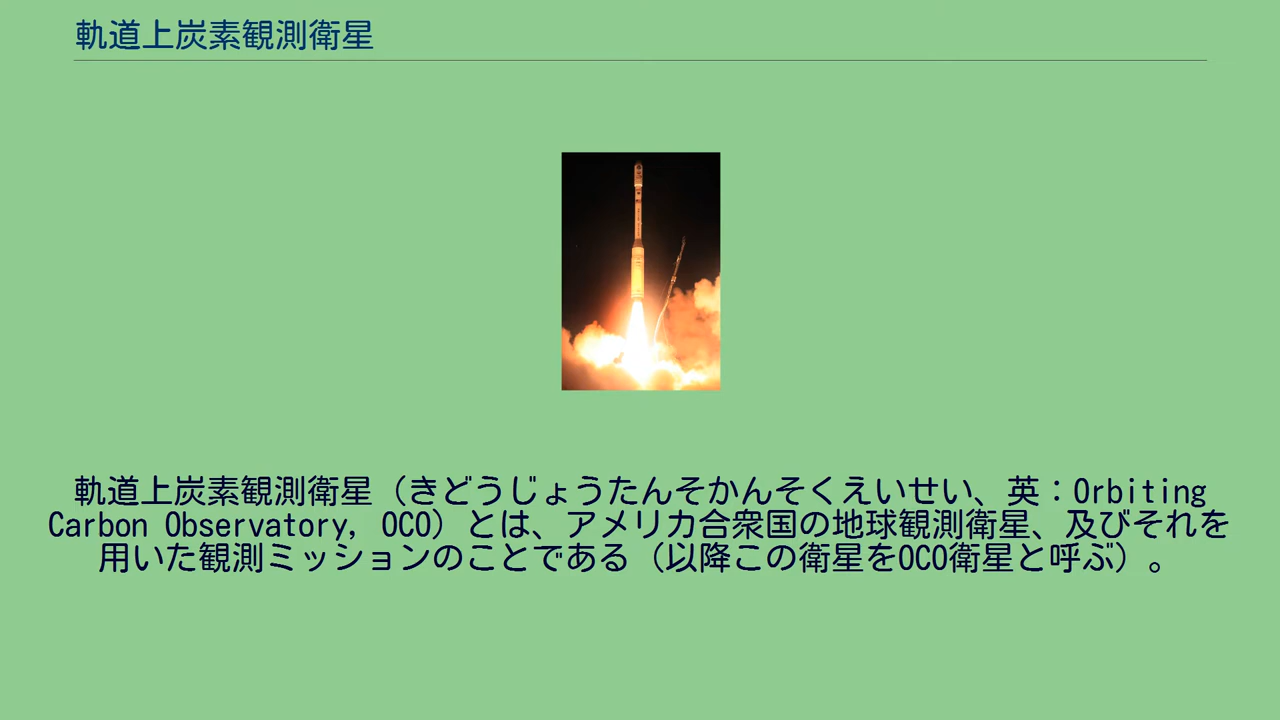 軌道上炭素観測衛星
軌道上炭素観測衛星（きどうじょうたんそかんそくえいせい、英：Orbiting
Carbon Observatory, OCO）とは、アメリカ合衆国の地球観測衛星、及びそれを
用いた観測ミッションのことである（以降この衛星をOCO衛星と呼ぶ）。